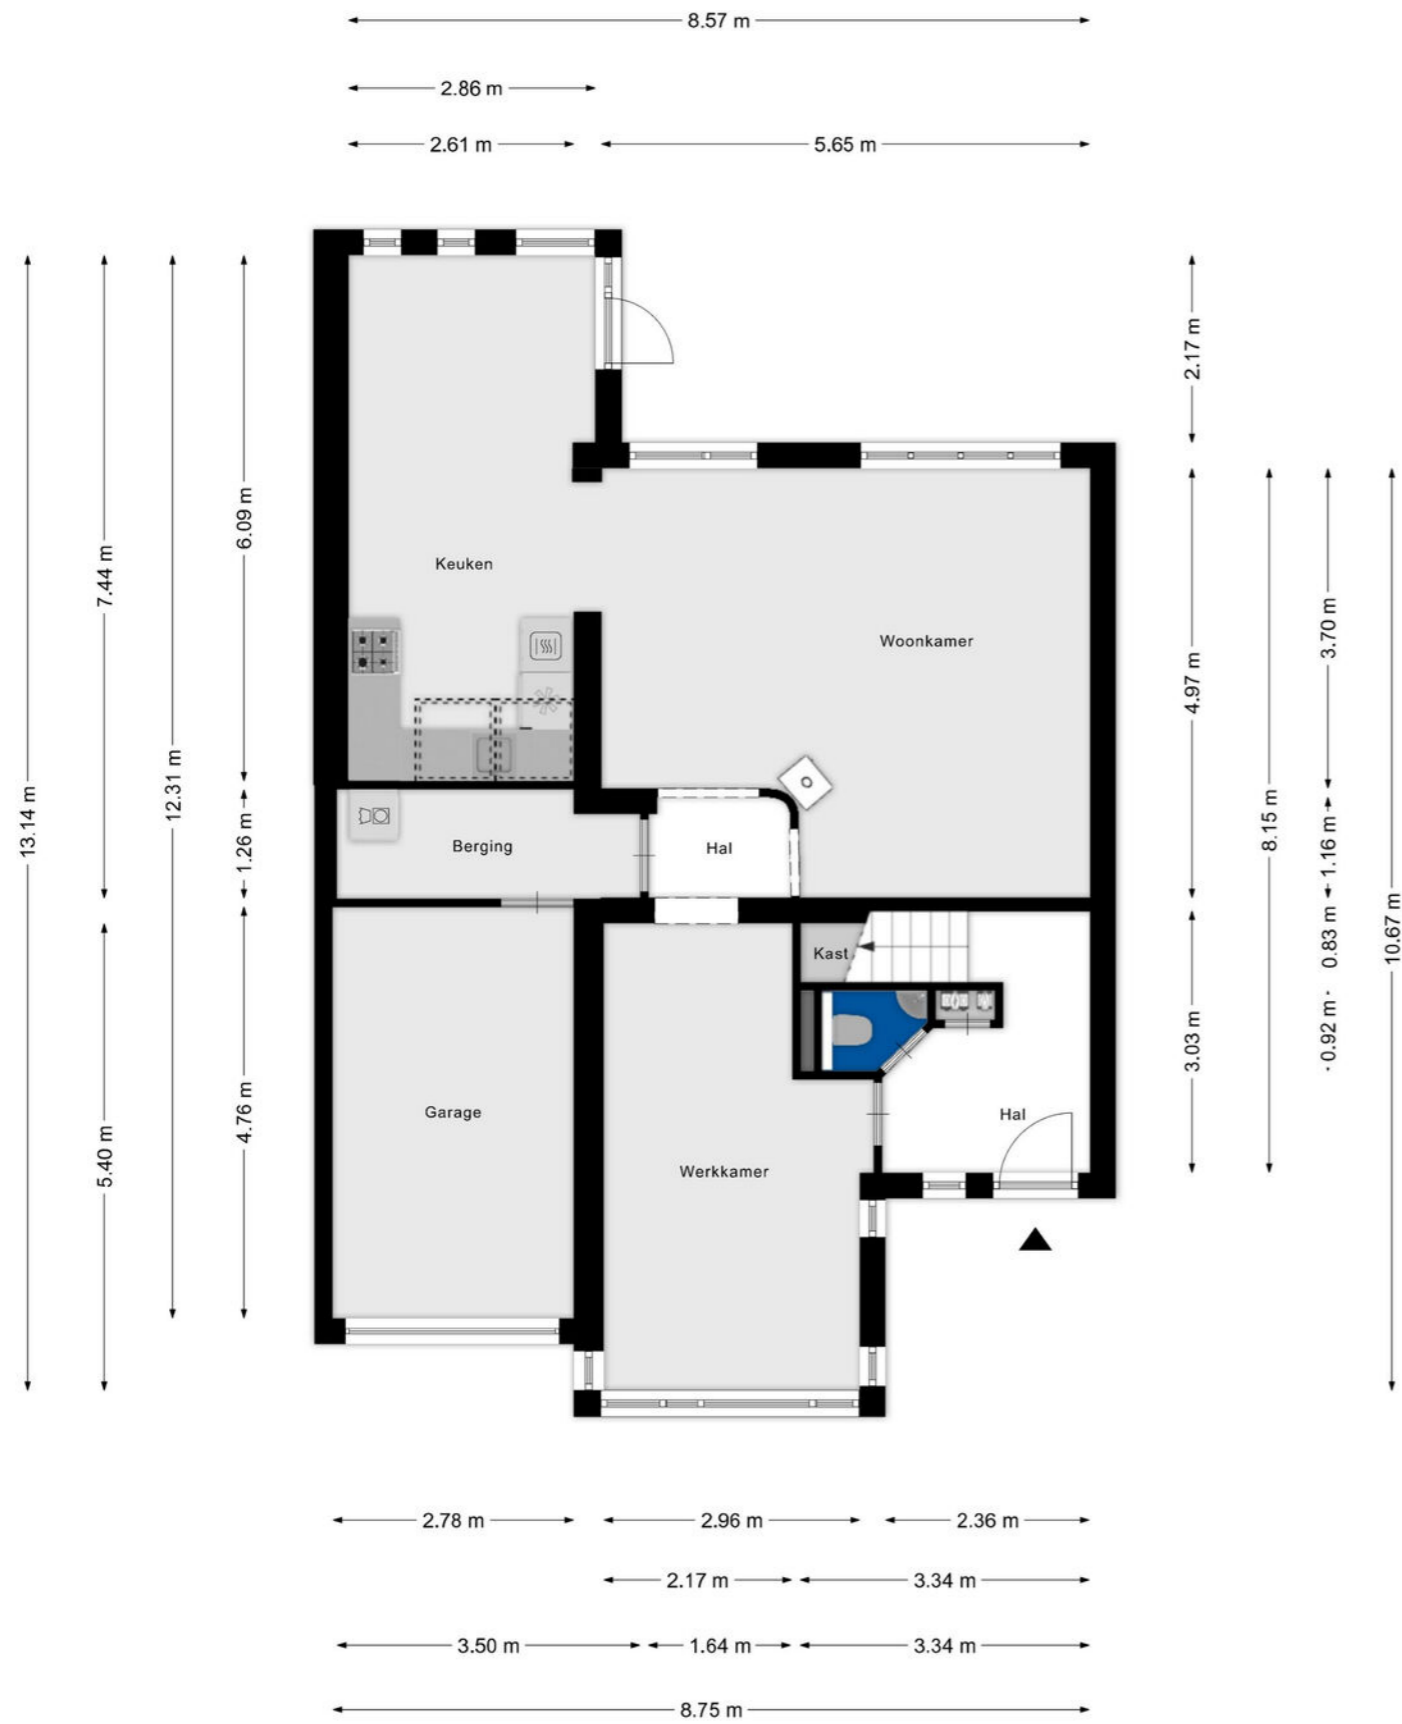 8.57 m
2.86 m
2.61 m
5.65 m
2.17 m
6.09 m
Keuken
7.44 m
3.70 m
Woonkamer
4.97 m
12.31 m
13.14 m
8.15 m
1.26 m
Berging
Hal
1.16 m
0.83 m
10.67 m
Kast
0.92 m
3.03 m
Garage
4.76 m
Hal
5.40 m
Werkkamer
2.78 m
2.96 m
2.36 m
2.17 m
3.34 m
3.50 m
1.64 m
3.34 m
8.75 m